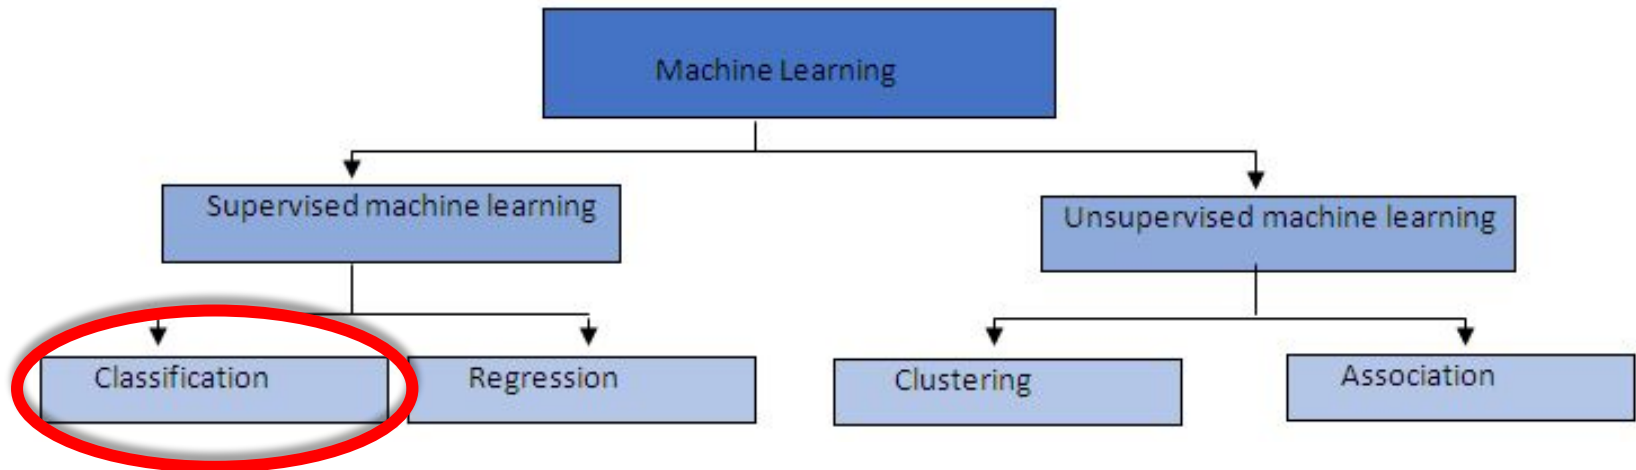 Machine Learning
Supervised machine learning
Unsupervised machine learning
Classification
Regression
Clustering
Association